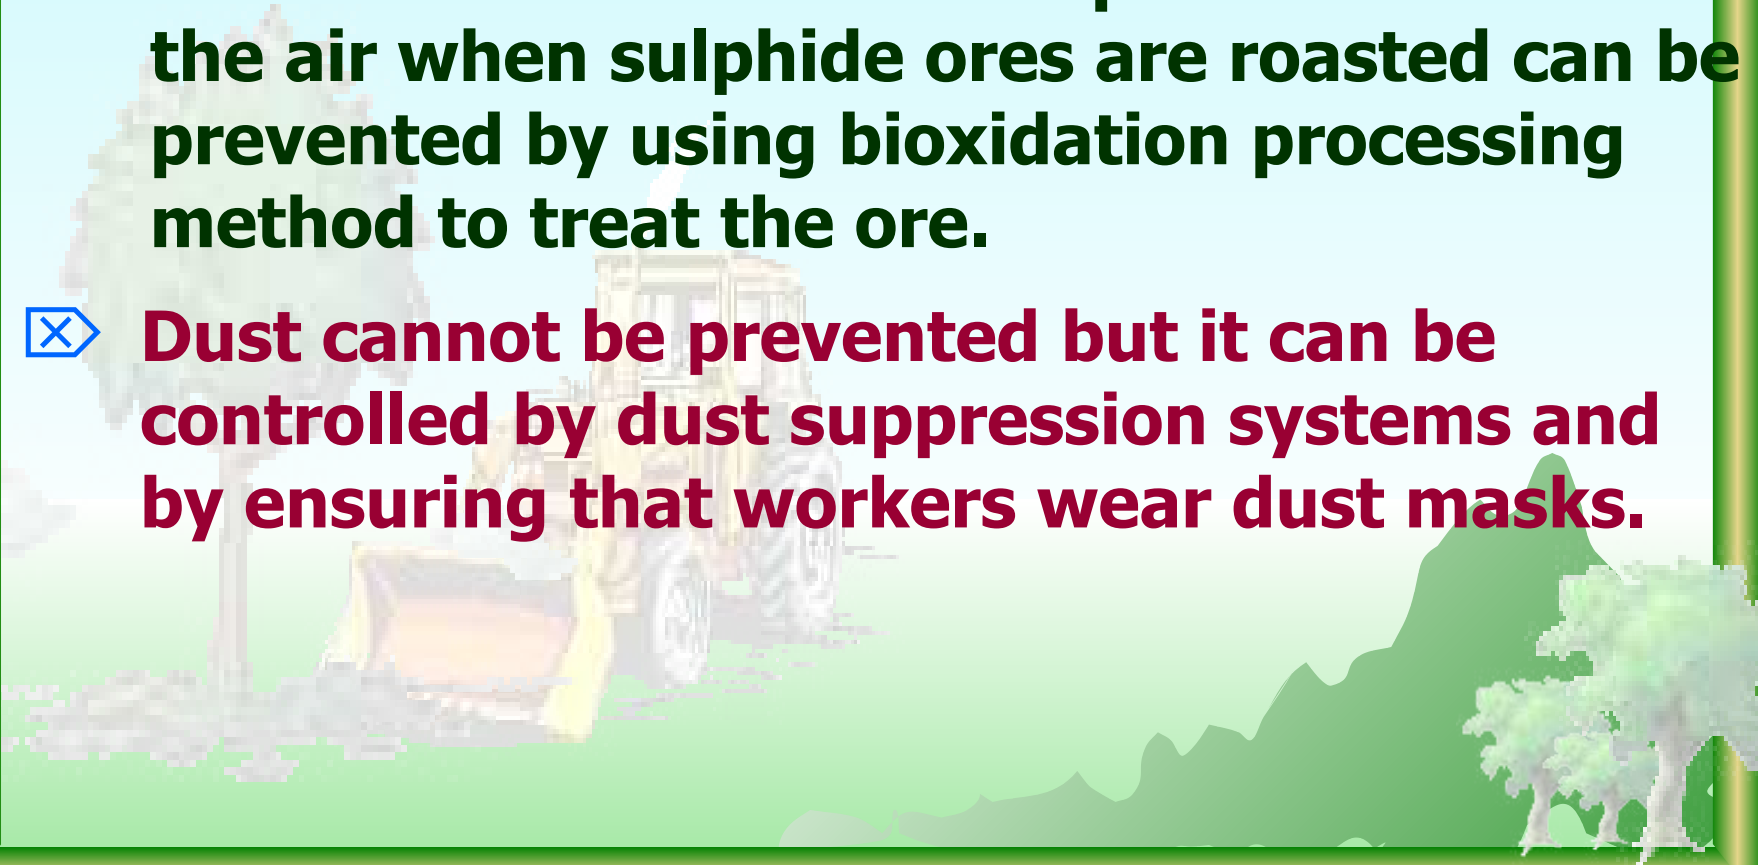 the air when sulphide ores are roasted can be
prevented by using bioxidation processing
method to treat the ore.
Dust cannot be prevented but it can be
controlled by dust suppression systems and
by ensuring that workers wear dust masks.